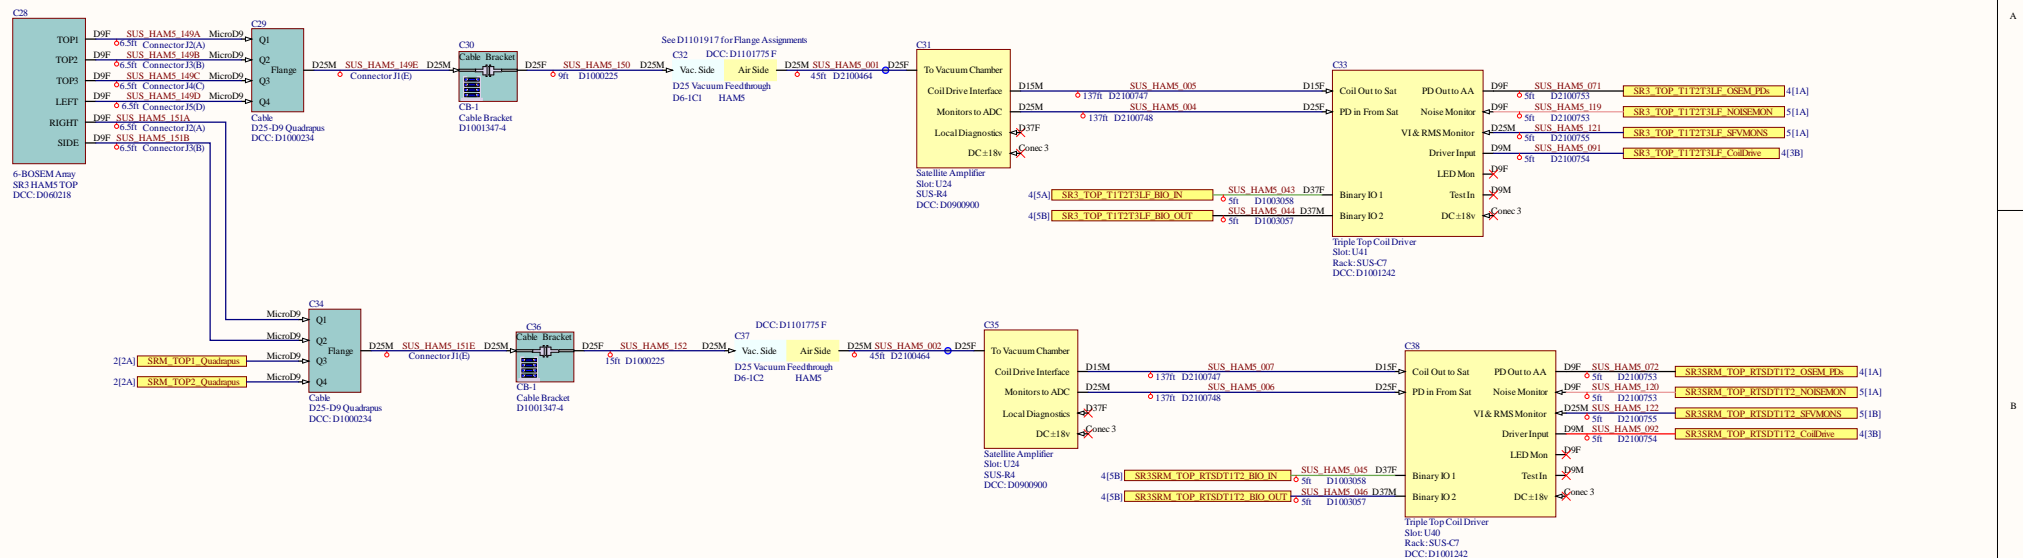 C28
TOP1
TOP2
TOP3
LEFT
RIGHT
SIDE
6-BOSEM Array
SR3 HAM5 TOP
DCC: D060218
D9F SUS_HAM5_149A MicroD9
6.5ft Connector J2(A)
D9F SUS_HAM5_149B MicroD9
6.5ft Connector J3(B)
D9F SUS_HAM5_149C MicroD9
6.5ft Connector J4(C)
D9F SUS_HAM5_149D MicroD9
6.5ft Connector J5(D)
D9F SUS_HAM5_151A
6.5ft Connector J2(A)
D9F SUS_HAM5_151B
6.5ft Connector J3(B)
C29
Q1
Q2
Flange
Q3
Q4
Cable
D25-D9 Quadrapus
DCC: D1000234
D25M SUS_HAM5_149E D25M
Connector J1(E)
C30
Cable Bracket
CB-1
Cable Bracket
D1001347-4
D25F SUS_HAM5_150 D25M
9ft D1000225
See D1101917 for Flange Assignments
C32 DCC: D1101775 F
Vac. Side Air Side
D25 Vacuum Feedthrough
D6-1C1 HAM5
D25M SUS_HAM5_001 D25F
45ft D2100464
C31
To Vacuum Chamber
Coil Drive Interface
Monitors to ADC
Local Diagnostics
DC ±18v
D37F
Conec 3
Satellite Amplifier
Slot: U24
SUS-R4
DCC: D0900900
D15M SUS_HAM5_005 D15F
137ft D2100747
D25M SUS_HAM5_004 D25F
137ft D2100748
4[5A] SR3_TOP_T1T2T3LF_BIO_IN SUS_HAM5_043 D37F
5ft D1003058
4[5B] SR3_TOP_T1T2T3LF_BIO_OUT SUS_HAM5_044 D37M
5ft D1003057
C33
Coil Out to Sat PD Out to AA
PD in From Sat Noise Monitor
VI & RMS Monitor
Driver Input
LED Mon
Binary IO 1 Test In
Binary IO 2 DC ±18v
Triple Top Coil Driver
Slot: U41
Rack: SUS-C7
DCC: D1001242
D9F SUS_HAM5_071 SR3_TOP_T1T2T3LF_OSEM_PDs 4[1A]
5ft D2100753
D9F SUS_HAM5_119 SR3_TOP_T1T2T3LF_NOISEMON 5[1A]
5ft D2100753
D25M SUS_HAM5_121 SR3_TOP_T1T2T3LF_SFVMONS 5[1A]
5ft D2100755
D9M SUS_HAM5_091 SR3_TOP_T1T2T3LF_CoilDrive 4[3B]
5ft D2100754
D9F
D9M
Conec 3
A
C34
MicroD9 Q1
MicroD9 Q2
Flange
2[2A] SRM_TOP1_Quadrapus MicroD9 Q3
2[2A] SRM_TOP2_Quadrapus MicroD9 Q4
Cable
D25-D9 Quadrapus
DCC: D1000234
D25M SUS_HAM5_151E D25M
Connector J1(E)
C36
Cable Bracket
CB-1
Cable Bracket
D1001347-4
D25F SUS_HAM5_152 D25M
15ft D1000225
DCC: D1101775 F
C37
Vac. Side Air Side
D25 Vacuum Feedthrough
D6-1C2 HAM5
D25M SUS_HAM5_002 D25F
45ft D2100464
C35
To Vacuum Chamber
Coil Drive Interface
Monitors to ADC
Local Diagnostics
DC ±18v
D37F
Conec 3
Satellite Amplifier
Slot: U24
SUS-R4
DCC: D0900900
D15M SUS_HAM5_007 D15F
137ft D2100747
D25M SUS_HAM5_006 D25F
137ft D2100748
4[5B] SR3SRM_TOP_RTSDT1T2_BIO_IN SUS_HAM5_045 D37F
5ft D1003058
4[5B] SR3SRM_TOP_RTSDT1T2_BIO_OUT SUS_HAM5_046 D37M
5ft D1003057
C38
Coil Out to Sat PD Out to AA
PD in From Sat Noise Monitor
VI & RMS Monitor
Driver Input
LED Mon
Binary IO 1 Test In
Binary IO 2 DC ±18v
Triple Top Coil Driver
Slot: U40
Rack: SUS-C7
DCC: D1001242
D9F SUS_HAM5_072 SR3SRM_TOP_RTSDT1T2_OSEM_PDs 4[1A]
5ft D2100753
D9F SUS_HAM5_120 SR3SRM_TOP_RTSDT1T2_NOISEMON 5[1A]
5ft D2100753
D25M SUS_HAM5_122 SR3SRM_TOP_RTSDT1T2_SFVMONS 5[1B]
5ft D2100755
D9M SUS_HAM5_092 SR3SRM_TOP_RTSDT1T2_CoilDrive 4[3B]
5ft D2100754
D9F
D9M
Conec 3
B